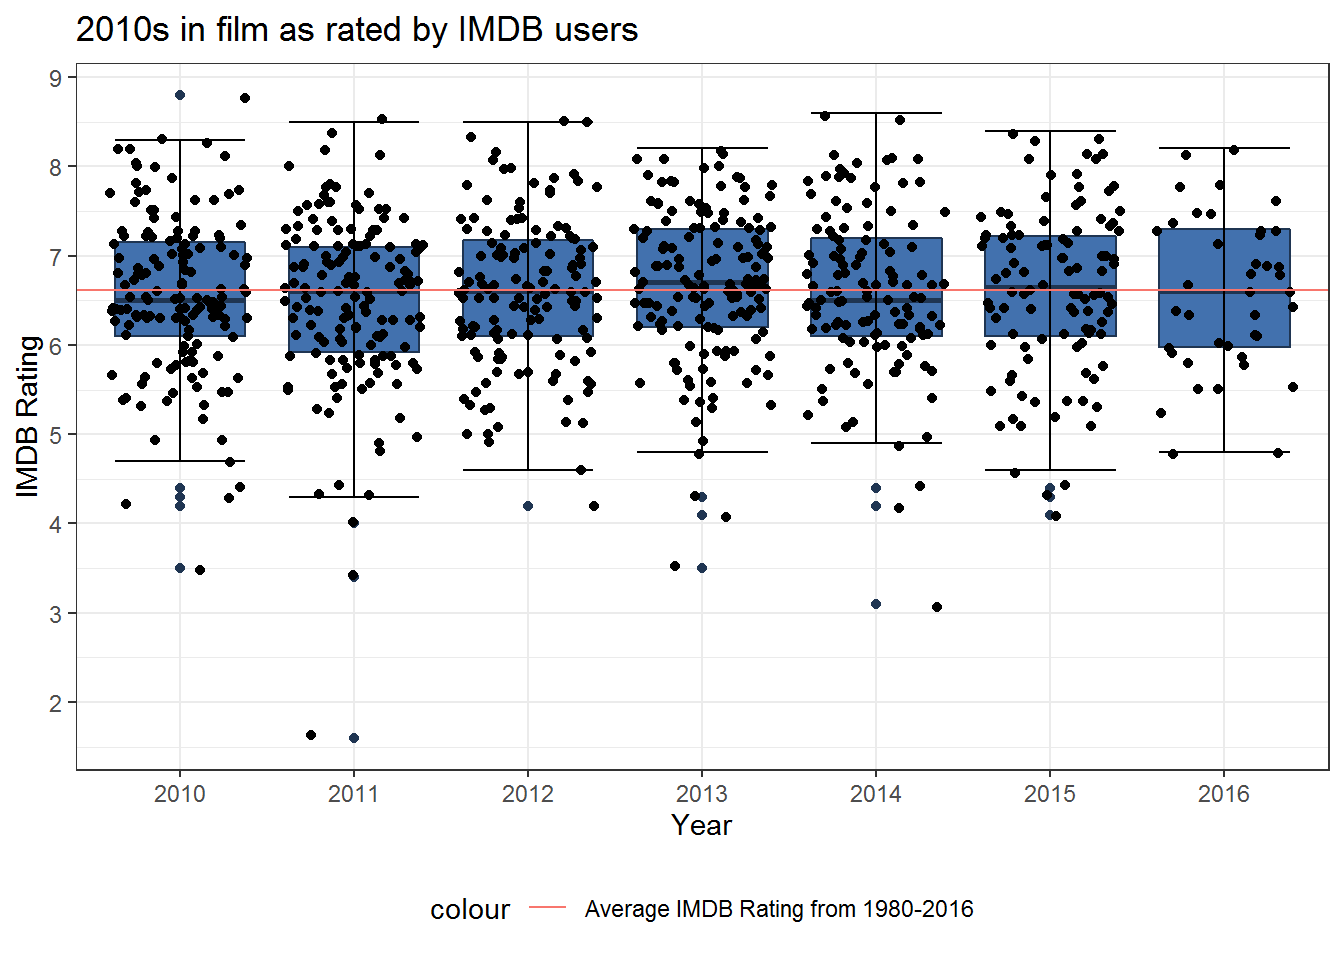 2010s in film as rated by IMDB users
9
8
7
6
5
4
3
2
IMDB Rating
2010 2011 2012 2013 2014 2015 2016
Year
colour Average IMDB Rating from 1980-2016